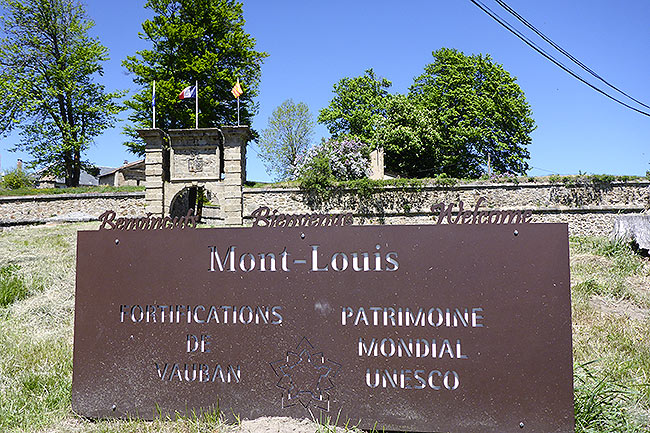 Benvinguts Bienvenue Welcome
Mont-Louis
FORTIFICATIONS
DE
VAUBAN
PATRIMOINE
MONDIAL
UNESCO